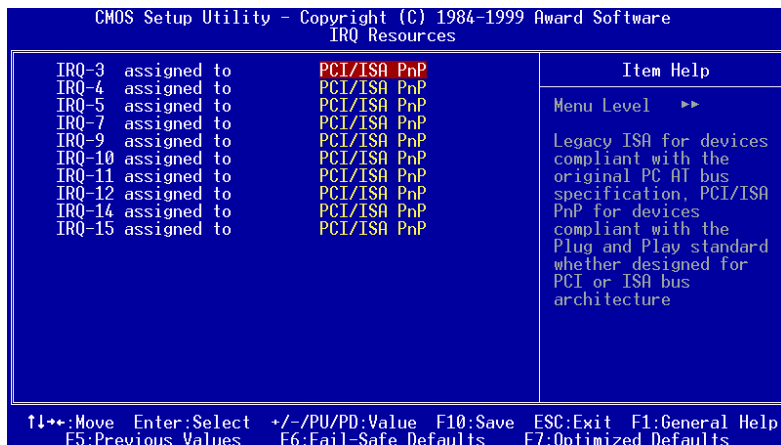 CMOS Setup Utility – Copyright (C) 1984-1999 Award Software
IRQ Resources
IRQ-3 assigned to PCI/ISA PnP
IRQ-4 assigned to PCI/ISA PnP
IRQ-5 assigned to PCI/ISA PnP
IRQ-7 assigned to PCI/ISA PnP
IRQ-9 assigned to PCI/ISA PnP
IRQ-10 assigned to PCI/ISA PnP
IRQ-11 assigned to PCI/ISA PnP
IRQ-12 assigned to PCI/ISA PnP
IRQ-14 assigned to PCI/ISA PnP
IRQ-15 assigned to PCI/ISA PnP
Item Help
Menu Level ►►
Legacy ISA for devices
compliant with the
original PC AT bus
specification, PCI/ISA
PnP for devices
compliant with the
Plug and Play standard
whether designed for
PCI or ISA bus
architecture
↑↓→←:Move Enter:Select +/-/PU/PD:Value F10:Save ESC:Exit F1:General Help
F5:Previous Values F6:Fail-Safe Defaults F7:Optimized Defaults